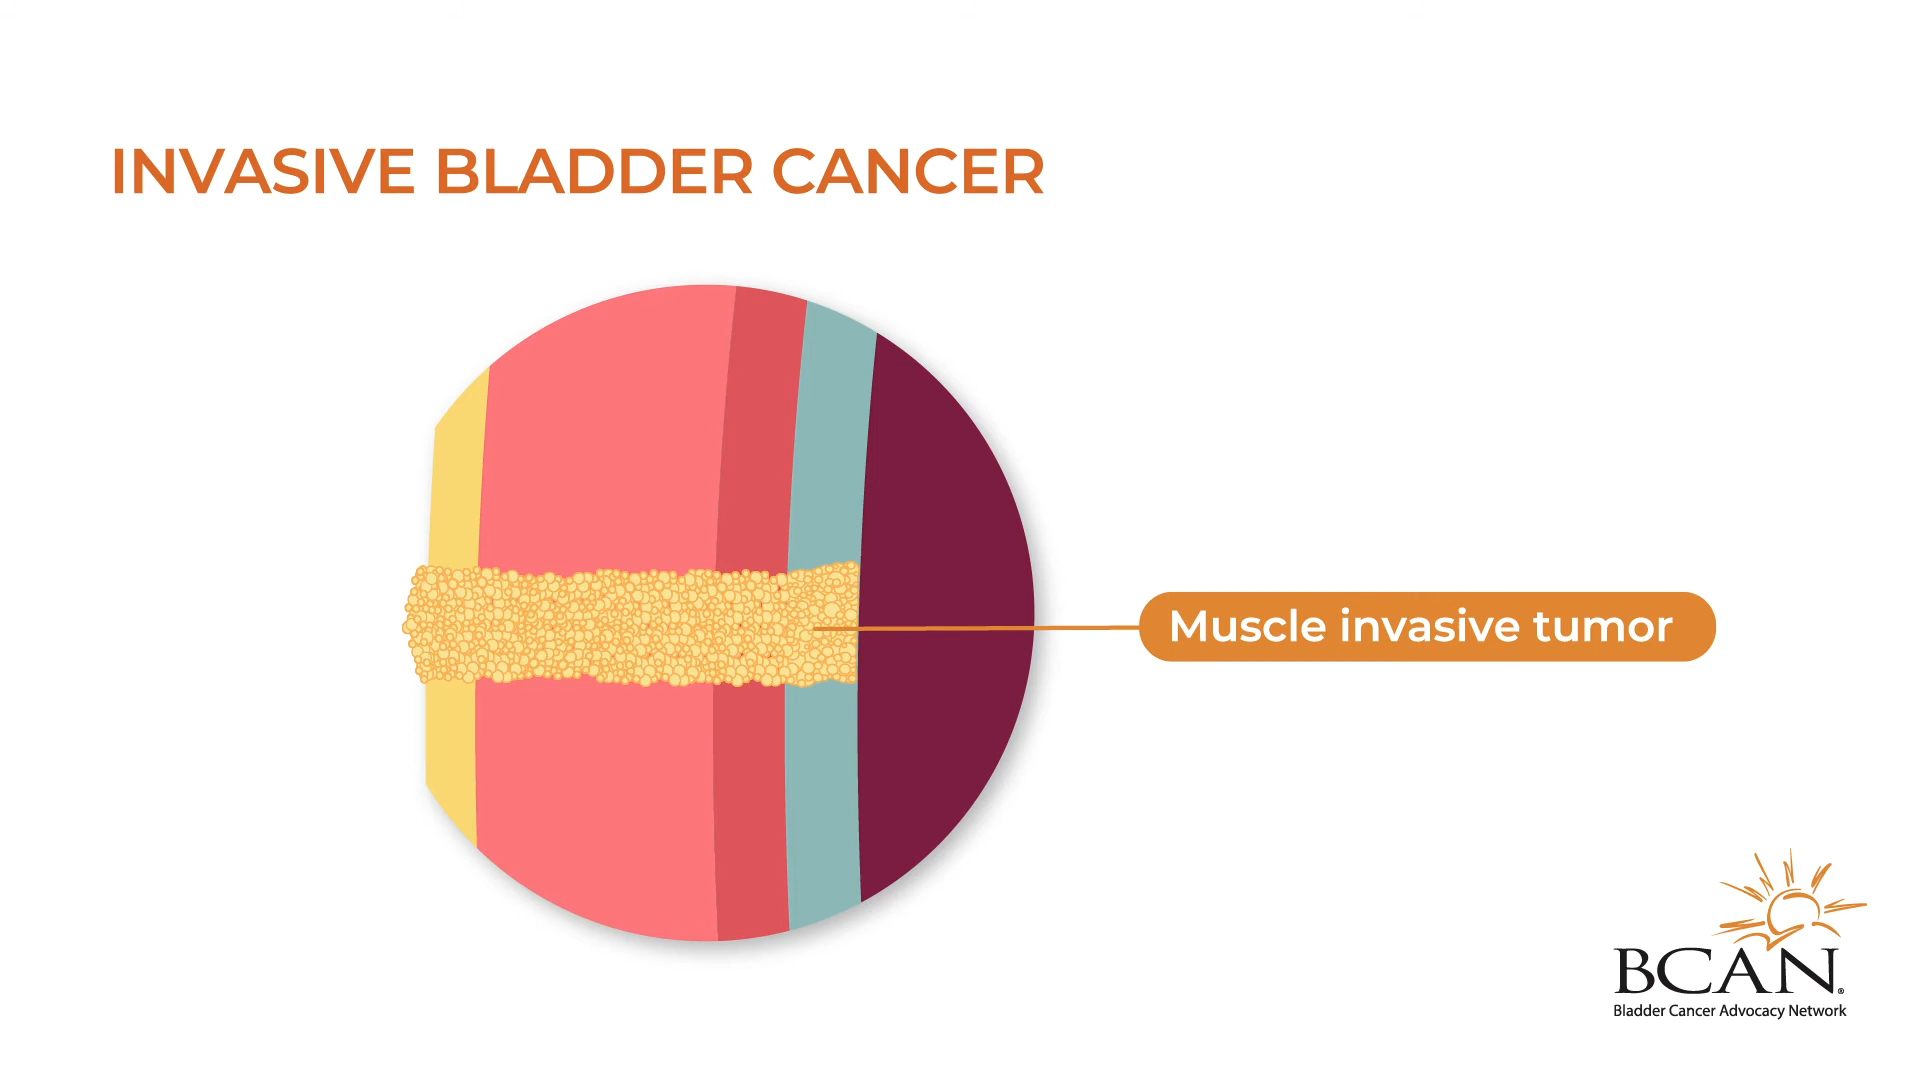 INVASIVE BLADDER CANCER
Muscle invasive tumor
BCAN®
Bladder Cancer Advocacy Network